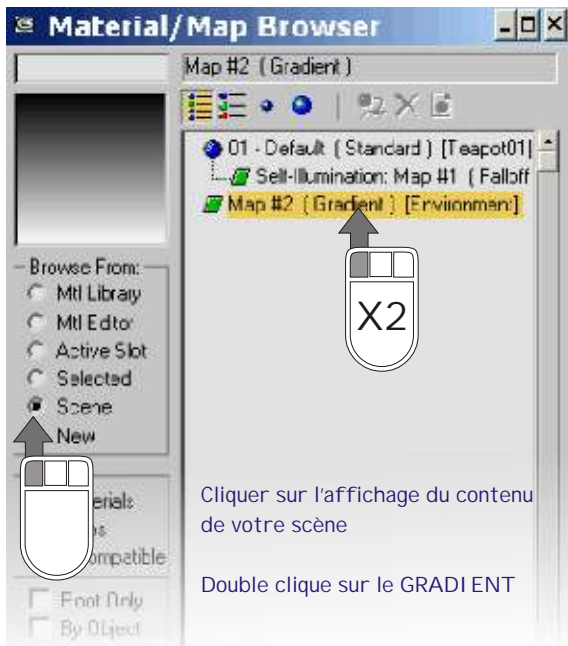 Material/Map Browser
Map #2 (Gradient)
01 - Default (Standard) [Teapot01]
Self-Illumination: Map #1 (Falloff
Map #2 (Gradient) [Environment]
Browse From:
Mtl Library
Mtl Editor
Active Slot
Selected
Scene
New
X2
erials
s
ompatible
Root Only
By Object
Cliquer sur l'affichage du contenu
de votre scène
Double clique sur le GRADIENT